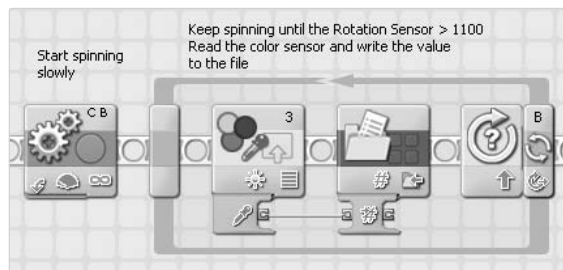 Keep spinning until the Rotation Sensor > 1100
Read the color sensor and write the value
to the file
Start spinning
slowly
C B
3
B
?
#
#